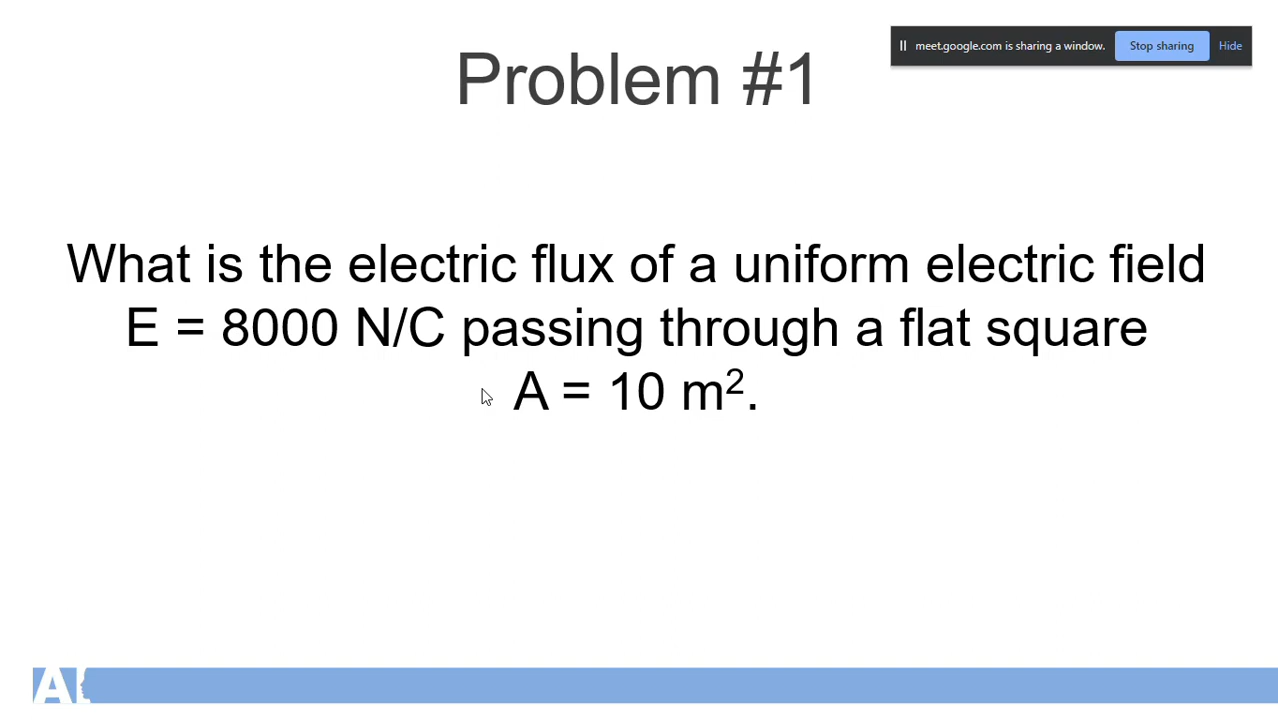 meet.google.com is sharing a window. Stop sharing Hide
Problem #1
What is the electric flux of a uniform electric field
E = 8000 N/C passing through a flat square
A = 10 m².